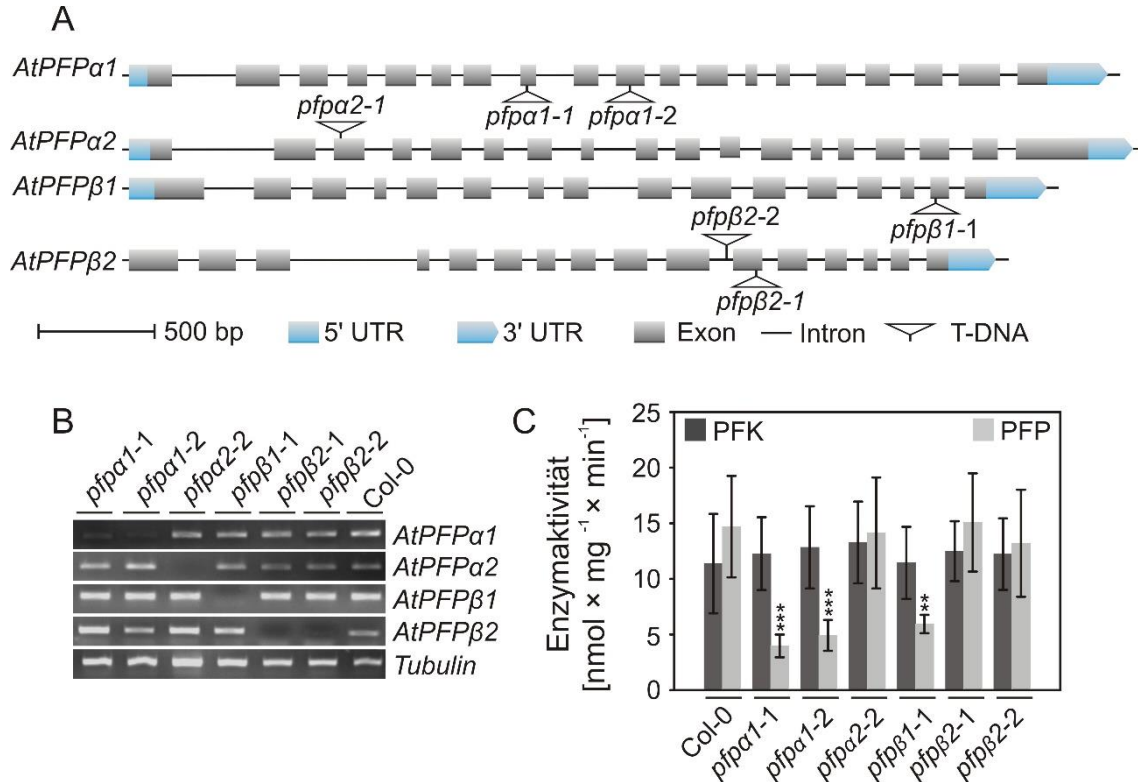 A
AtPFPα1
pfpα2-1
pfpα1-1 pfpα1-2
AtPFPα2
AtPFPβ1
pfpβ2-2
pfpβ1-1
AtPFPβ2
pfpβ2-1
500 bp 5' UTR 3' UTR Exon Intron T-DNA
B
pfpα1-1 pfpα1-2 pfpα2-2 pfpβ1-1 pfpβ2-1 pfpβ2-2 Col-0
AtPFPα1
AtPFPα2
AtPFPβ1
AtPFPβ2
Tubulin
C
Enzymaktivität
[nmol × mg ⁻¹ × min⁻¹]
25
20
15
10
5
0
PFK PFP
*** *** **
Col-0 pfpα1-1 pfpα1-2 pfpα2-2 pfpβ1-1 pfpβ2-1 pfpβ2-2